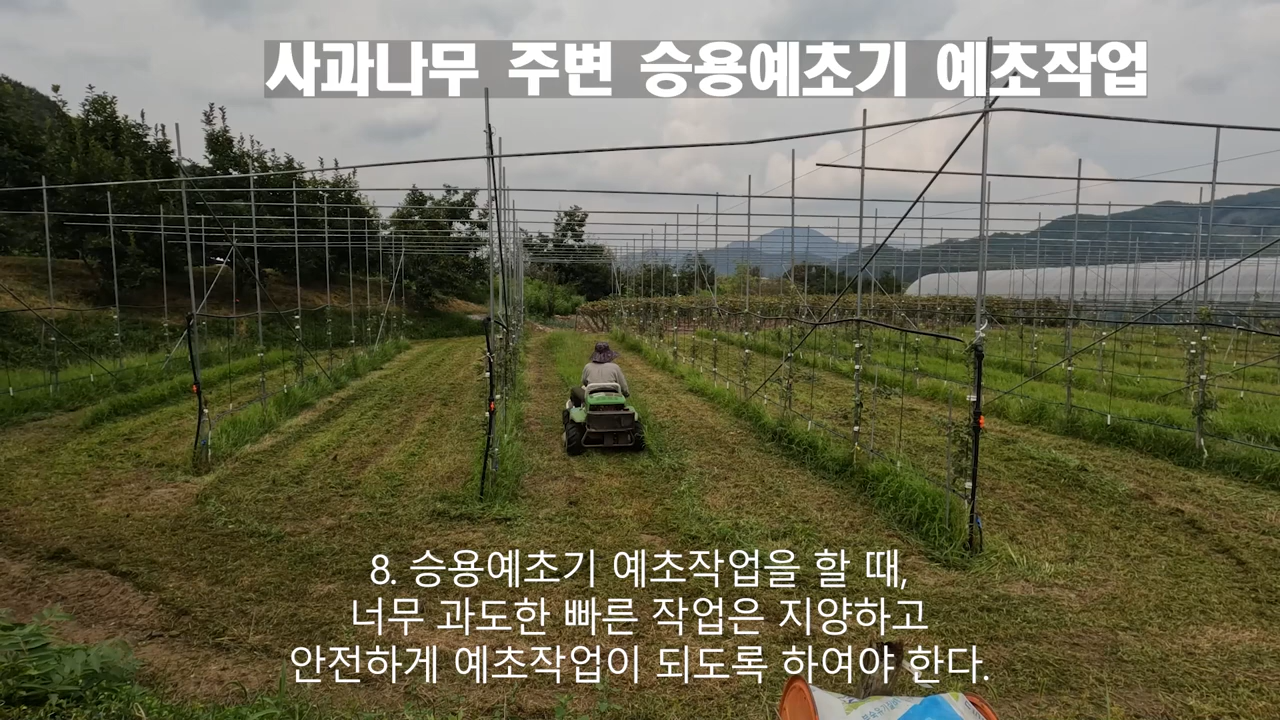 사과나무 주변 승용예초기 예초작업
8. 승용예초기 예초작업을 할 때,
너무 과도한 빠른 작업은 지양하고
안전하게 예초작업이 되도록 하여야 한다.